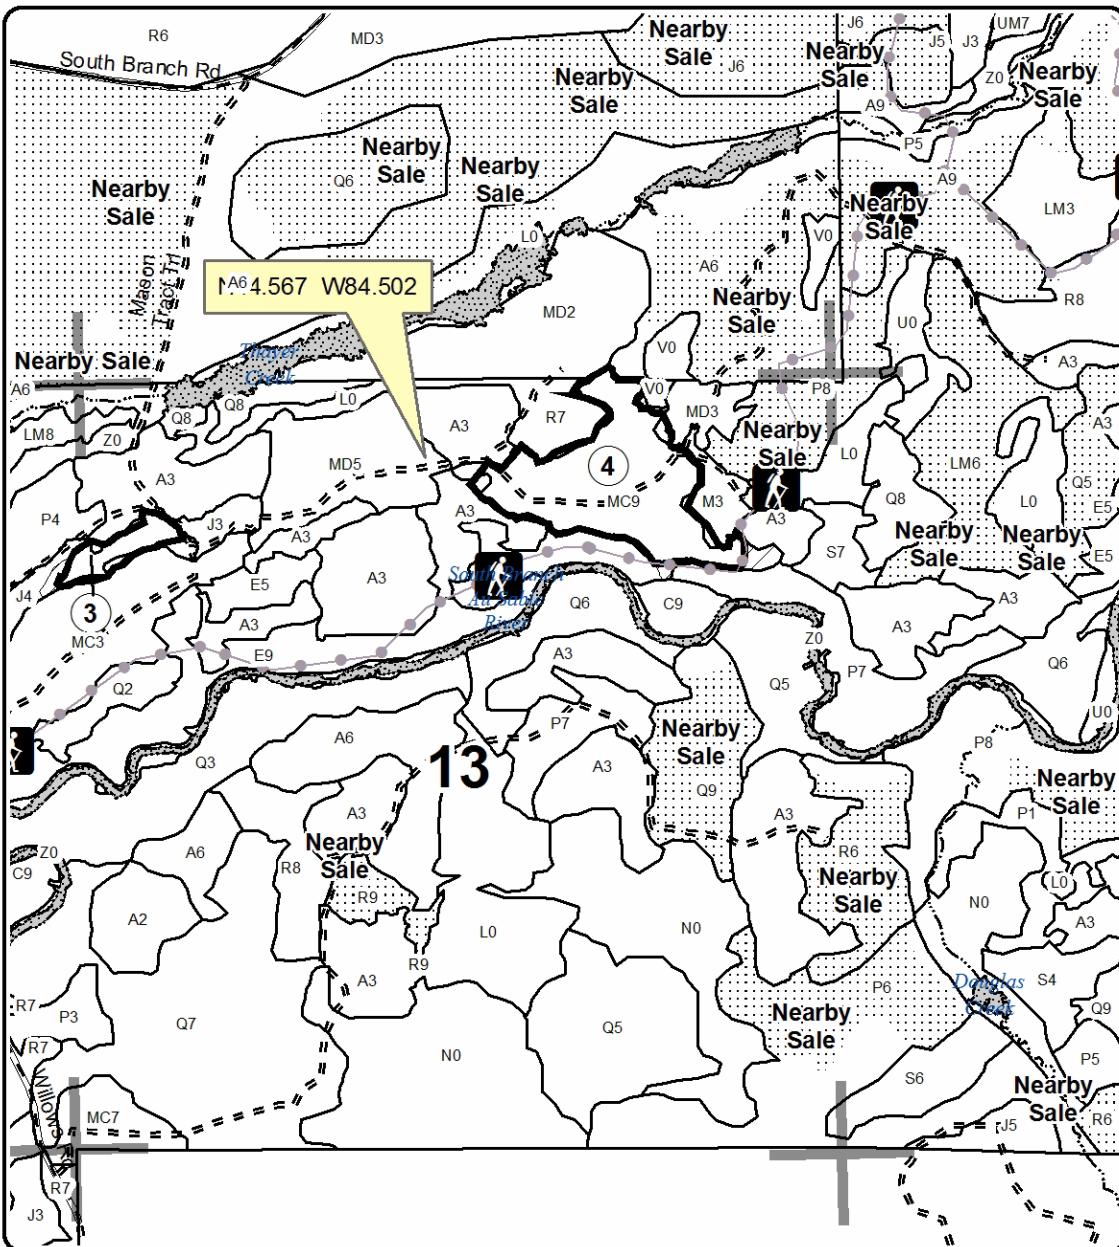 R6
MD3
Nearby
Sale
J6
J6
J5
J3
UM7
South Branch Rd
Nearby
Sale
Nearby
Sale
Z0
Nearby
Sale
A9
P5
Nearby
Sale
Nearby
Sale
Nearby
Sale
Q6
A9
Nearby
Sale
LM3
L0
V0
A6
R8
Mason
Tract Trl
A6
4.567 W84.502
MD2
Nearby
Sale
U0
Nearby Sale
Thayer
Creek
V0
A3
A6
P8
V0
L0
Q8
Q8
R7
MD3
A3
LM8
Z0
A3
Nearby
Sale
L0
LM6
MD5
4
A3
Q8
L0
Q5
P4
MC9
M3
E5
J3
A3
A3
A3
Nearby
Sale
Nearby
Sale
S7
E5
J4
3
E5
A3
South Branch
Au Sable
River
Q6
C9
A3
MC3
A3
A3
E9
Z0
Q2
A3
Q5
P7
Q6
U0
P7
A6
Nearby
Sale
P8
Q3
13
A3
Q9
Nearby
Sale
A3
A3
P1
Nearby
Sale
R6
Z0
A6
C9
R8
R9
Nearby
Sale
L0
N0
A2
L0
N0
A3
R9
A3
P6
Douglas
Creek
S4
R7
P3
Q7
Q5
Nearby
Sale
Q9
R7
N0
P5
Willows Rd
S6
Nearby
Sale
MC7
J5
R6
R7
J3